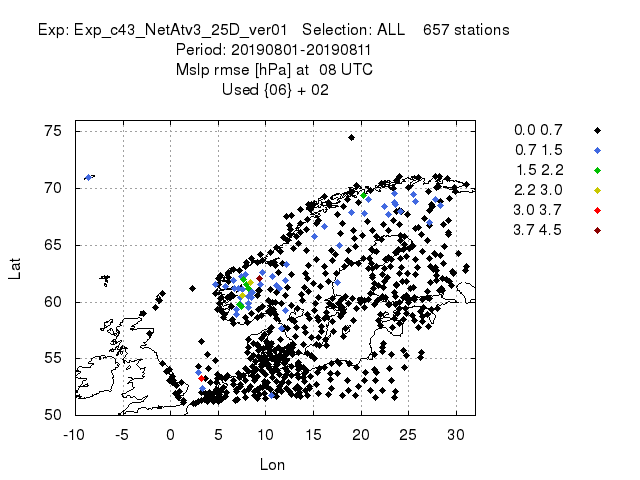 Exp: Exp_c43_NetAtv3_25D_ver01   Selection: ALL    657 stations
Period: 20190801-20190811
Mslp rmse [hPa] at  08 UTC
Used {06} + 02
0.0 0.7
0.7 1.5
1.5 2.2
2.2 3.0
3.0 3.7
3.7 4.5
Lat
75
70
65
60
55
50
-10 -5 0 5 10 15 20 25 30
Lon